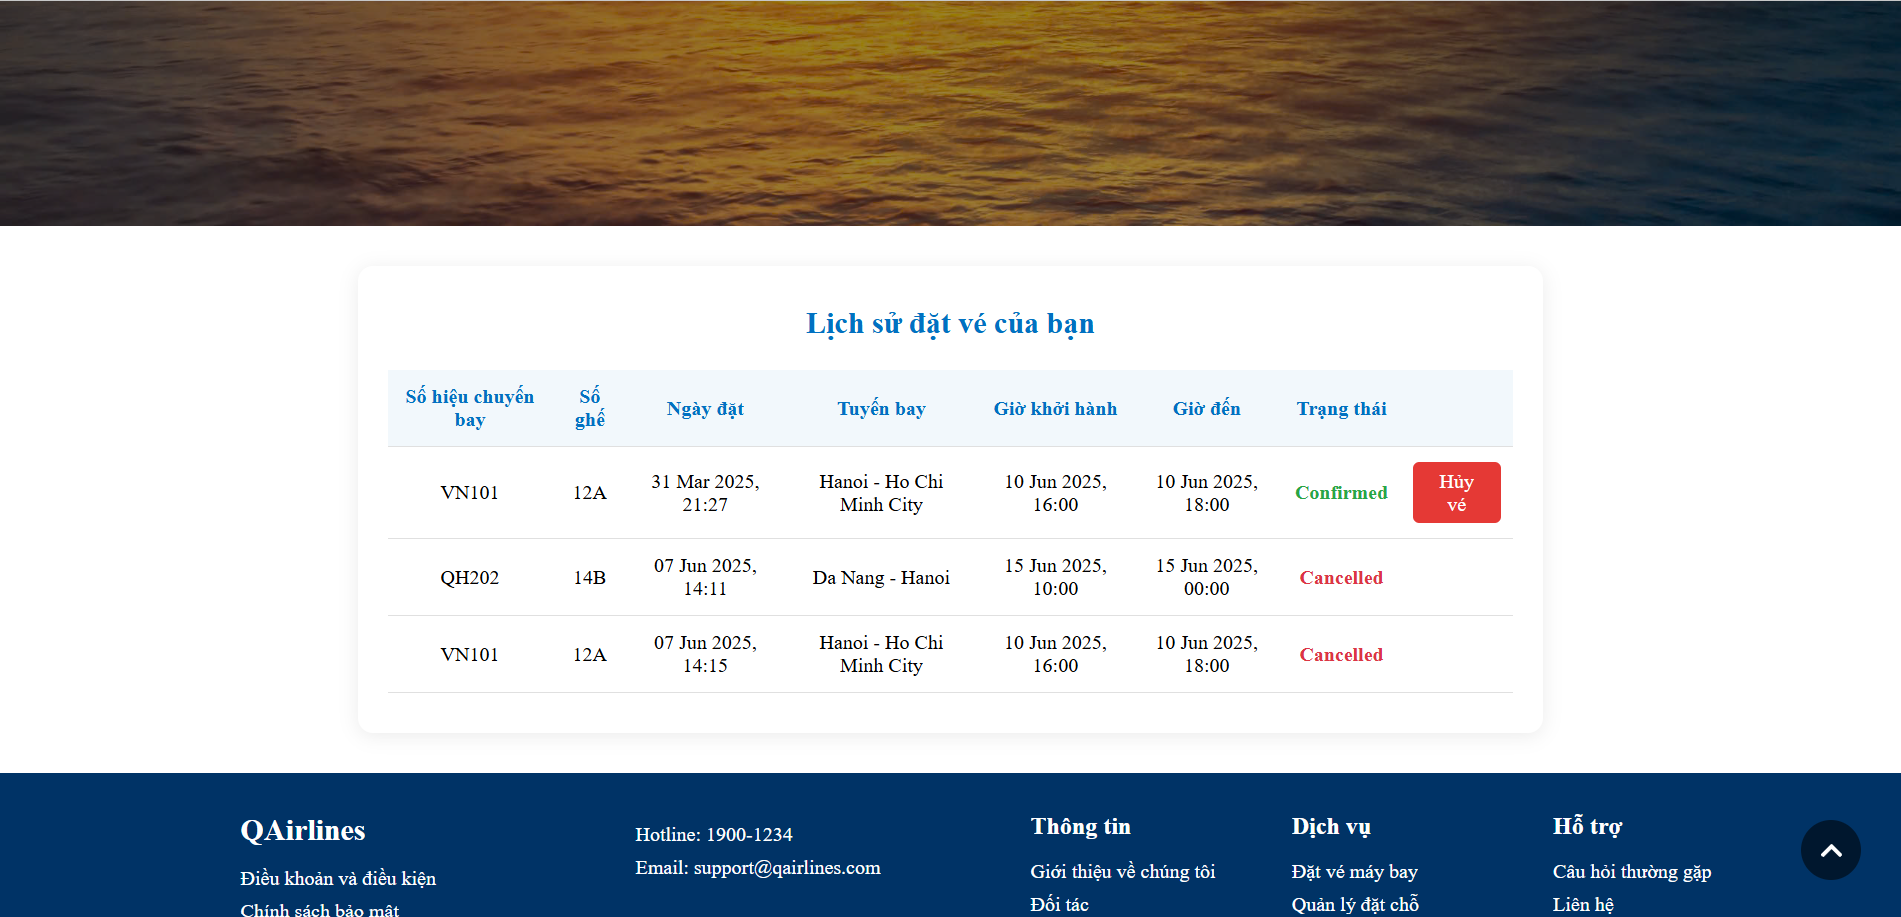 Lịch sử đặt vé của bạn
Số hiệu chuyến
bay
Số
ghế
Ngày đặt
Tuyến bay
Giờ khởi hành
Giờ đến
Trạng thái
VN101
12A
31 Mar 2025,
21:27
Hanoi - Ho Chi
Minh City
10 Jun 2025,
16:00
10 Jun 2025,
18:00
Confirmed
Hủy
vé
QH202
14B
07 Jun 2025,
14:11
Da Nang - Hanoi
15 Jun 2025,
10:00
15 Jun 2025,
00:00
Cancelled
VN101
12A
07 Jun 2025,
14:15
Hanoi - Ho Chi
Minh City
10 Jun 2025,
16:00
10 Jun 2025,
18:00
Cancelled
QAirlines
Điều khoản và điều kiện
Chính sách bảo mật
Hotline: 1900-1234
Email: support@qairlines.com
Thông tin
Giới thiệu về chúng tôi
Đối tác
Dịch vụ
Đặt vé máy bay
Quản lý đặt chỗ
Hỗ trợ
Câu hỏi thường gặp
Liên hệ